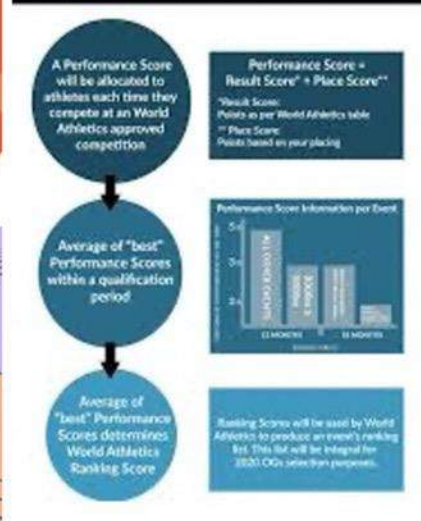 A Performance Score
will be allocated to
athletes each time they
compete at an World
Athletics approved
competition
Performance Score =
Result Score* + Place Score**
*Result Score:
Points as per World Athletics table
** Place Score:
Points based on your placing
Average of "best"
Performance Scores
within a qualification
period
Performance Score Information per Event
ALL OTHER EVENTS
12 MONTHS
18 MONTHS
Average of
"best" Performance
Scores determines
World Athletics
Ranking Score
Ranking Scores will be used by World
Athletics to produce an event's ranking
list. This list will be integral for
2020 OGs selection purposes.